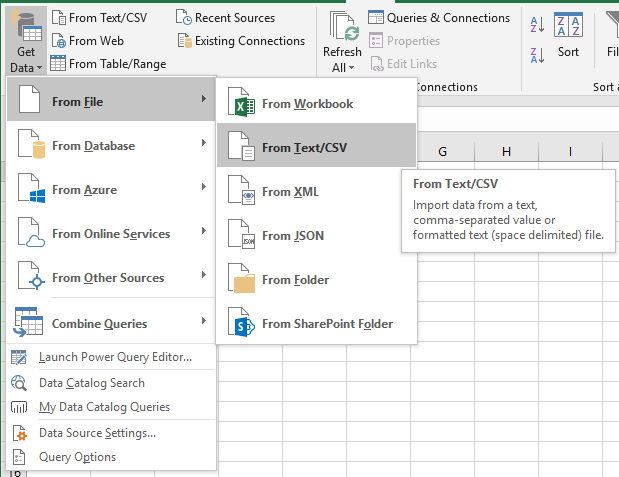 From Text/CSV
Recent Sources
Queries & Connections
From Web
Existing Connections
Properties
Get
Data
From Table/Range
Refresh
All
Edit Links
Sort
Connections
Sort
From File
From Workbook
From Database
From Text/CSV
G H I
From Azure
From XML
From Text/CSV
Import data from a text,
comma-separated value or
formatted text (space delimited) file.
From Online Services
From JSON
From Other Sources
From Folder
Combine Queries
From SharePoint Folder
Launch Power Query Editor...
Data Catalog Search
My Data Catalog Queries
Data Source Settings...
Query Options